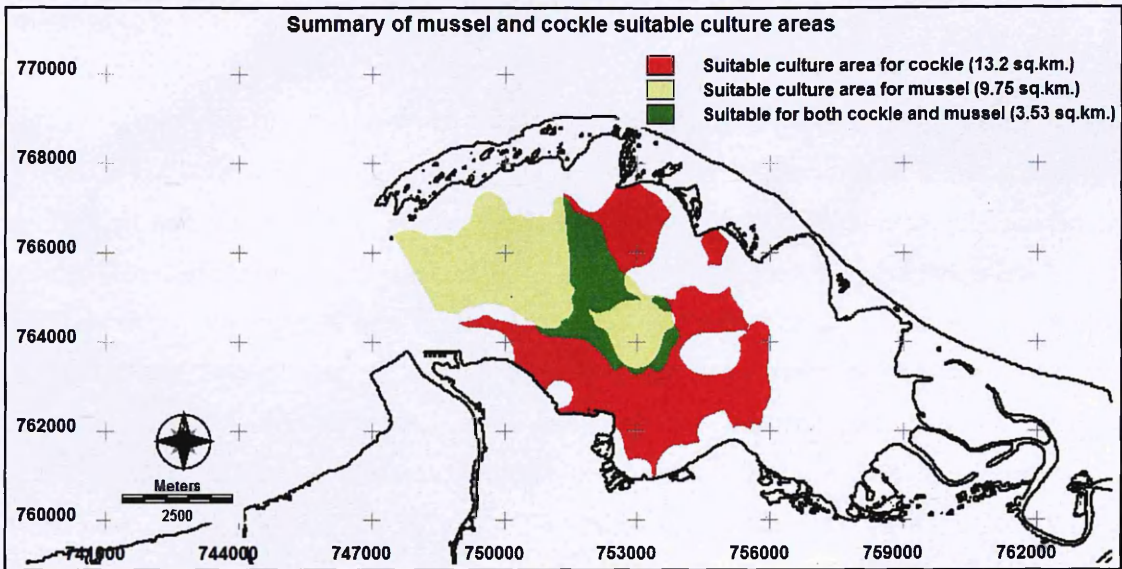 Summary of mussel and cockle suitable culture areas
770000
Suitable culture area for cockle (13.2 sq.km.)
Suitable culture area for mussel (9.75 sq.km.)
Suitable for both cockle and mussel (3.53 sq.km.)
768000
766000
764000
762000
Meters
2500
760000
741000 744000 747000 750000 753000 756000 759000 762000